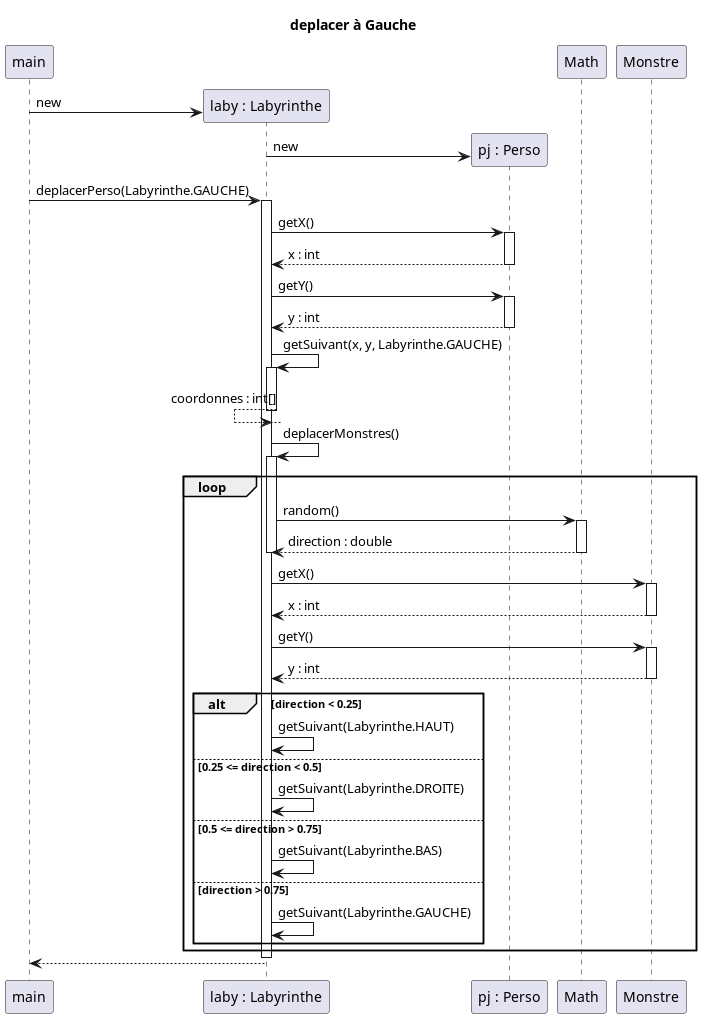 deplacer à Gauche
main
Math
Monstre
new
laby : Labyrinthe
new
pj : Perso
deplacerPerso(Labyrinthe.GAUCHE)
getX()
x : int
getY()
y : int
getSuivant(x, y, Labyrinthe.GAUCHE)
coordonnes : int[]
deplacerMonstres()
loop
random()
direction : double
getX()
x : int
getY()
y : int
alt
[direction < 0.25]
getSuivant(Labyrinthe.HAUT)
[0.25 <= direction < 0.5]
getSuivant(Labyrinthe.DROITE)
[0.5 <= direction > 0.75]
getSuivant(Labyrinthe.BAS)
[direction > 0.75]
getSuivant(Labyrinthe.GAUCHE)
main
laby : Labyrinthe
pj : Perso
Math
Monstre